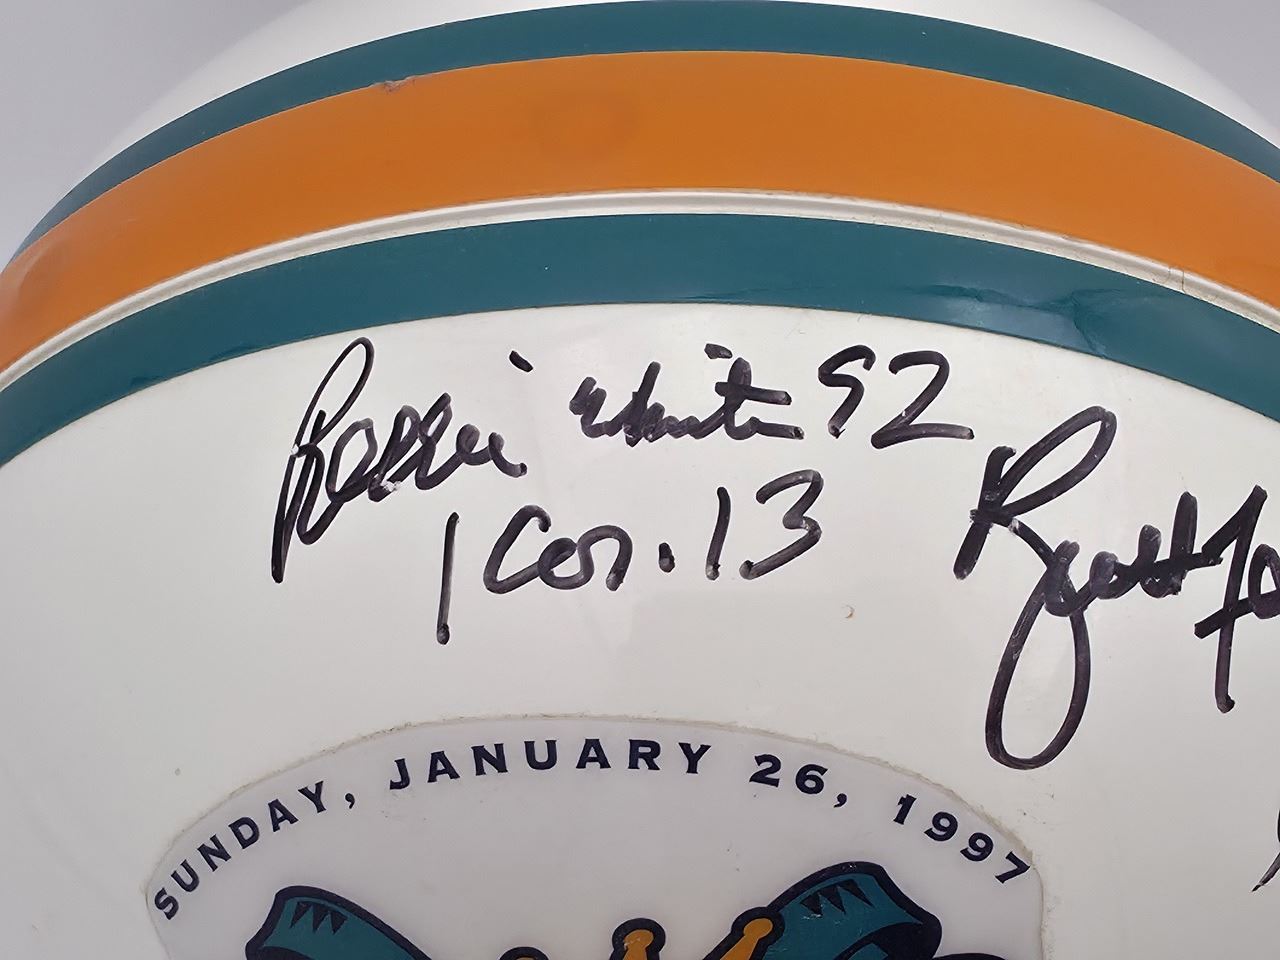 Reggie White 92
1 Cor. 13
SUNDAY, JANUARY 26, 1997